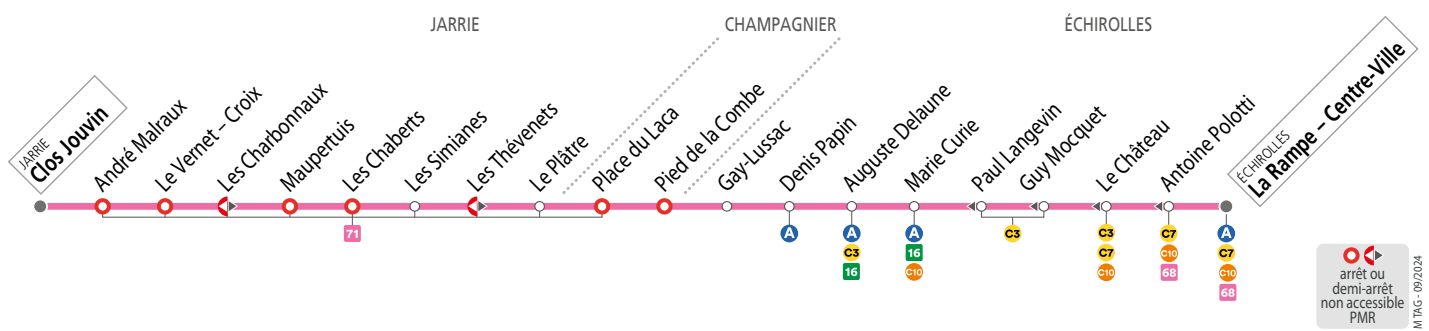 JARRIE
CHAMPAGNIER
ÉCHIROLLES
JARRIE
Clos Jouvin
André Malraux
Le Vernet – Croix
Les Charbonnaux
Maupertuis
Les Chaberts
Les Simianes
Les Thévenets
Le Plâtre
Place du Laca
Pied de la Combe
Gay-Lussac
Denis Papin
Auguste Delaune
Marie Curie
Paul Langevin
Guy Mocquet
Le Château
Antoine Polotti
ÉCHIROLLES
La Rampe – Centre-Ville
71
A
A
C3
16
A
16
C10
C3
C3
C7
C10
C7
C10
68
A
C7
C10
68
arrêt ou
demi-arrêt
non accessible
PMR
M TAG - 09/2024